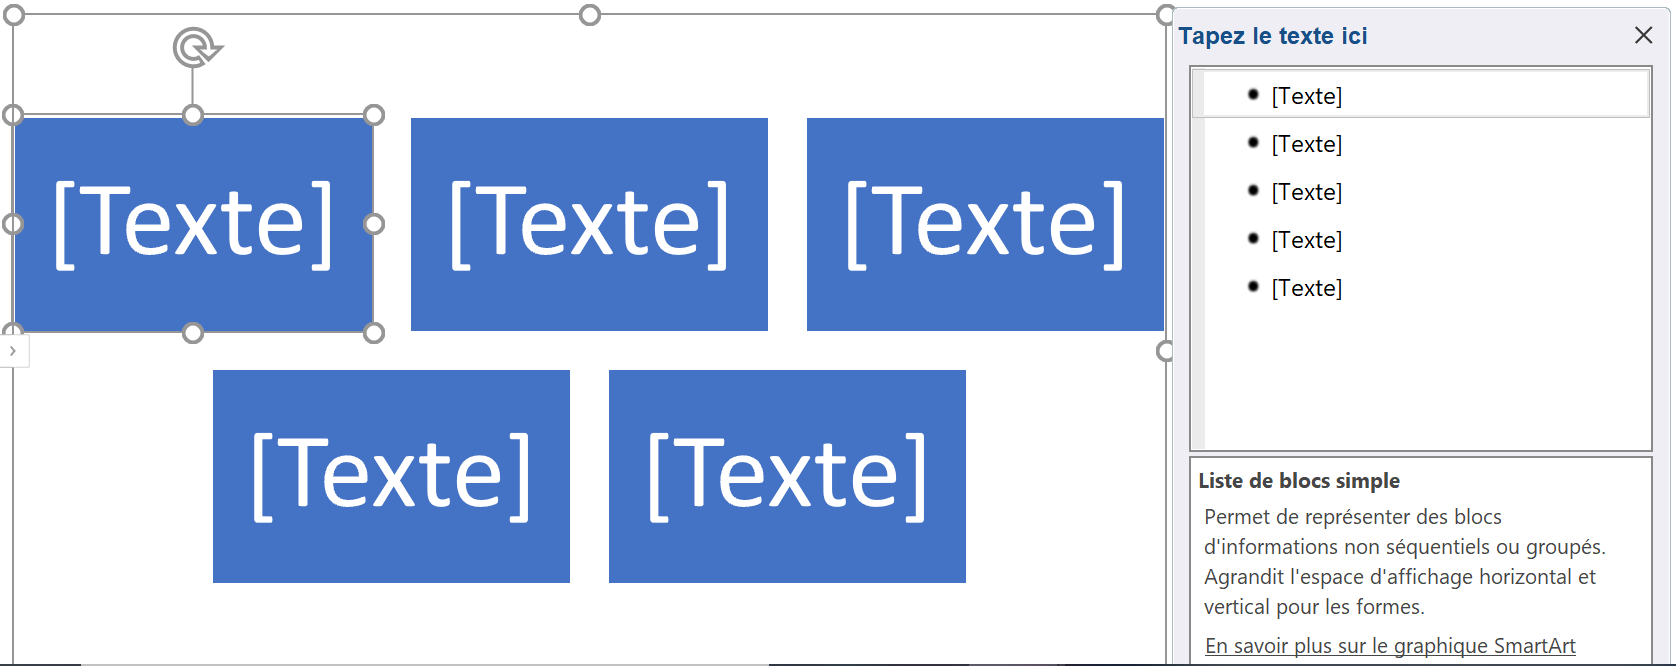 [Texte] [Texte] [Texte]
[Texte] [Texte]
Tapez le texte ici
[Texte]
[Texte]
[Texte]
[Texte]
[Texte]
Liste de blocs simple
Permet de représenter des blocs
d'informations non séquentiels ou groupés.
Agrandit l'espace d'affichage horizontal et
vertical pour les formes.
En savoir plus sur le graphique SmartArt